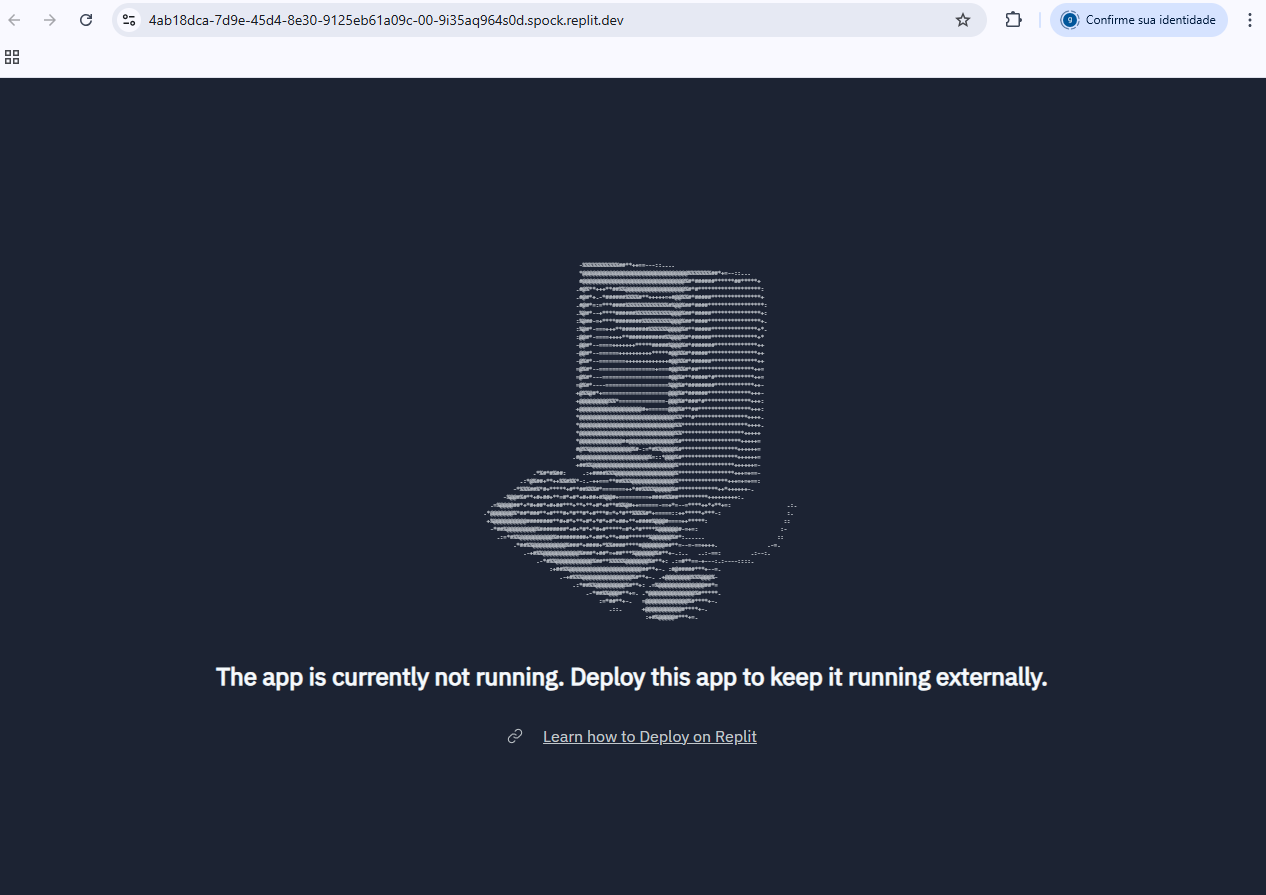 4ab18dca-7d9e-45d4-8e30-9125eb61a09c-00-9i35aq964s0d.spock.replit.dev
g
Confirme sua identidade
The app is currently not running. Deploy this app to keep it running externally.
Learn how to Deploy on Replit